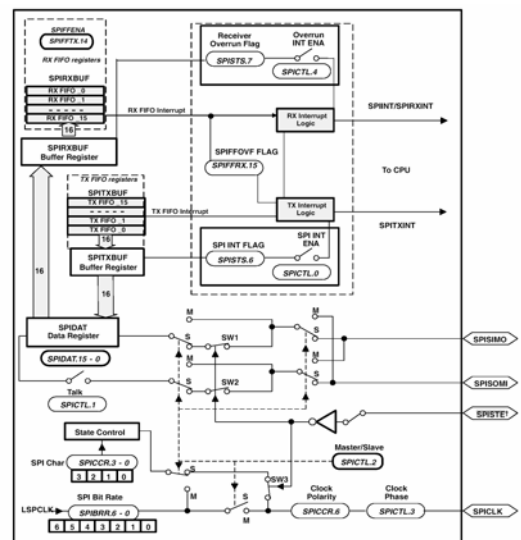 SPIFFENA
SPIFFTX.14
RX FIFO registers
SPIRXBUF
RX FIFO _0
RX FIFO _1
- - - - -
RX FIFO _15
16
SPIRXBUF
Buffer Register
Receiver
Overrun Flag
SPISTS.7
Overrun
INT ENA
SPICTL.4
RX FIFO Interrupt
RX Interrupt
Logic
SPIINT/SPIRXINT
SPIFFOVF FLAG
SPIFFRX.15
To CPU
TX FIFO registers
SPITXBUF
TX FIFO _15
- - - - -
TX FIFO _1
TX FIFO _0
16
TX FIFO Interrupt
TX Interrupt
Logic
SPITXINT
SPITXBUF
Buffer Register
SPI INT FLAG
SPISTS.6
SPI INT
ENA
SPICTL.0
16
16
SPIDAT
Data Register
SPIDAT.15 - 0
M
S
SW1
M
S
SPISIMO
M
S
SW2
M
S
SPISOMI
Talk
SPICTL.1
SPISTE†
State Control
Master/Slave
SPICTL.2
SPI Char
SPICCR.3 - 0
3 2 1 0
S
M
SW3
SPI Bit Rate
LSPCLK
SPIBRR.6 - 0
6 5 4 3 2 1 0
S
M
Clock
Polarity
SPICCR.6
Clock
Phase
SPICTL.3
SPICLK